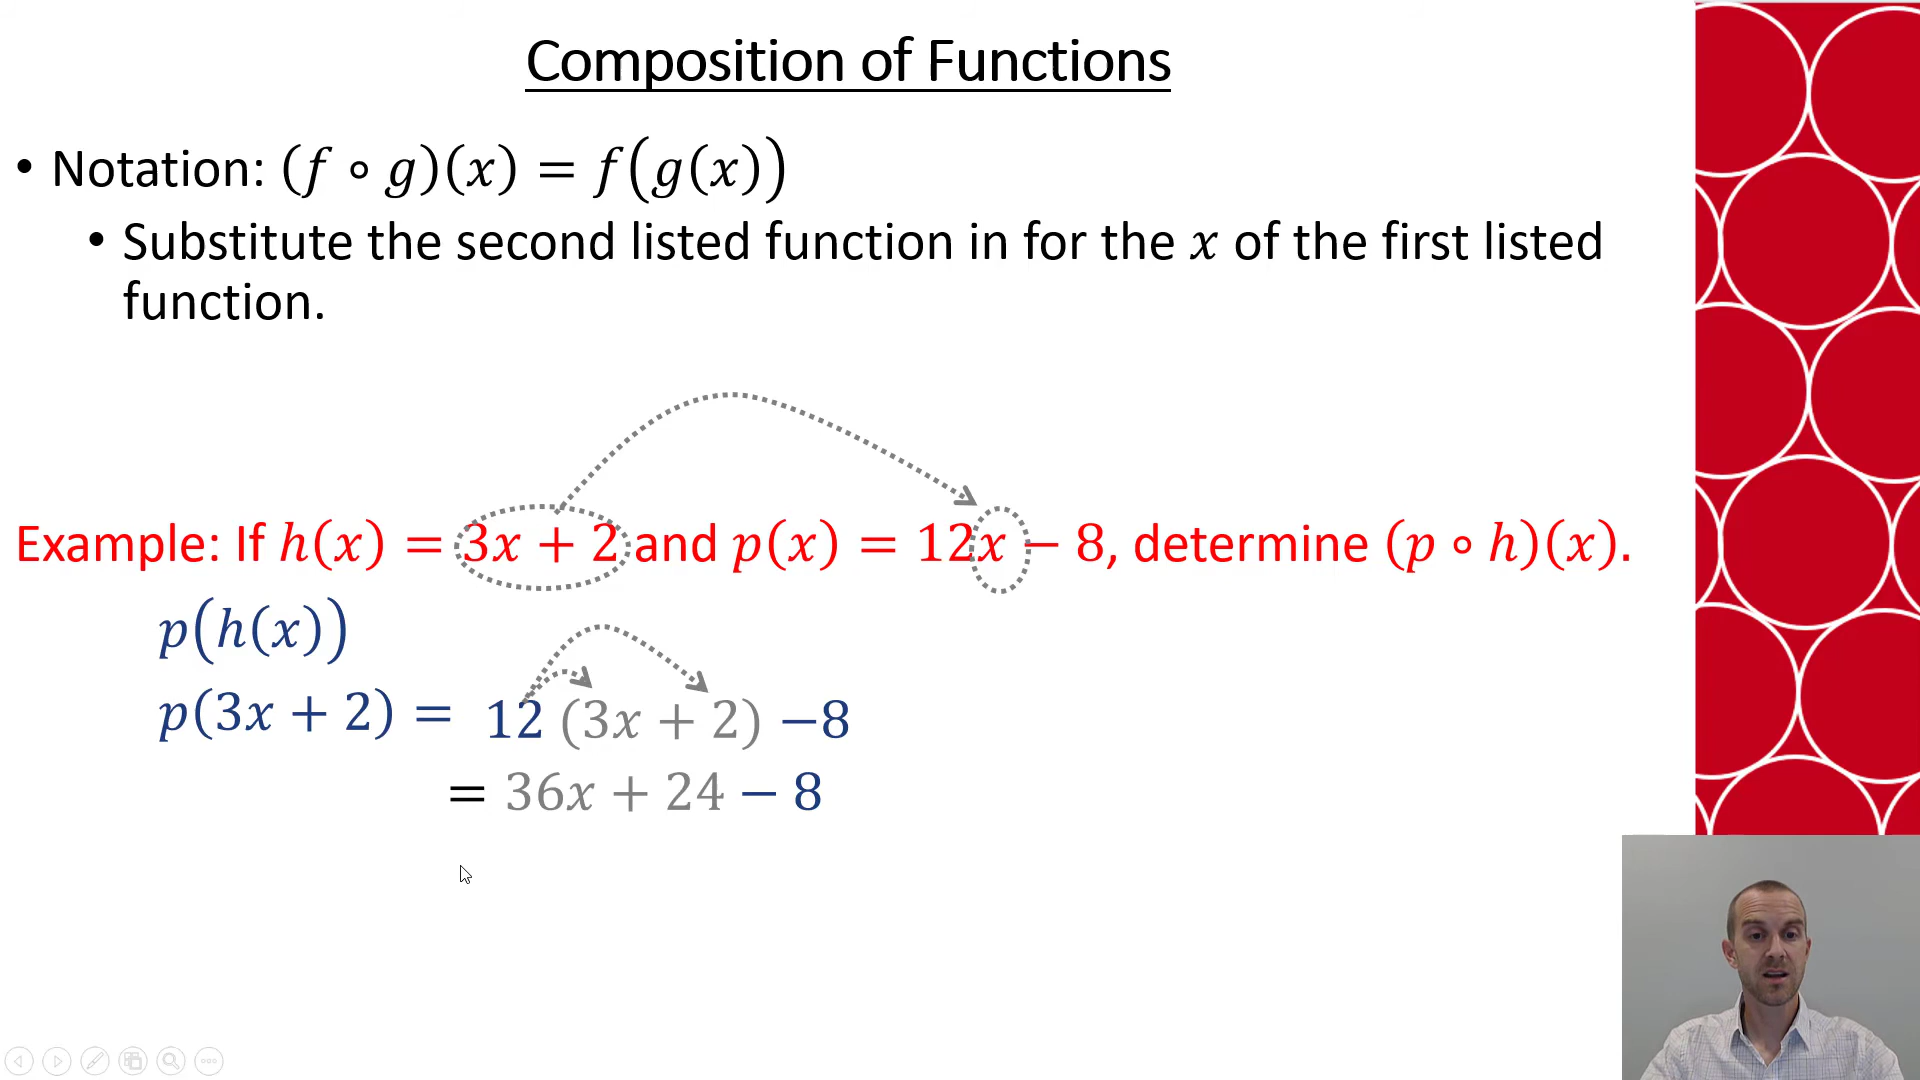 Composition of Functions
• Notation: (f ∘ g)(x) = f(g(x))
• Substitute the second listed function in for the x of the first listed
function.
Example: If h(x) = 3x + 2 and p(x) = 12x − 8, determine (p ∘ h)(x).
p(h(x))
p(3x + 2) = 12 (3x + 2) −8
= 36x + 24 − 8